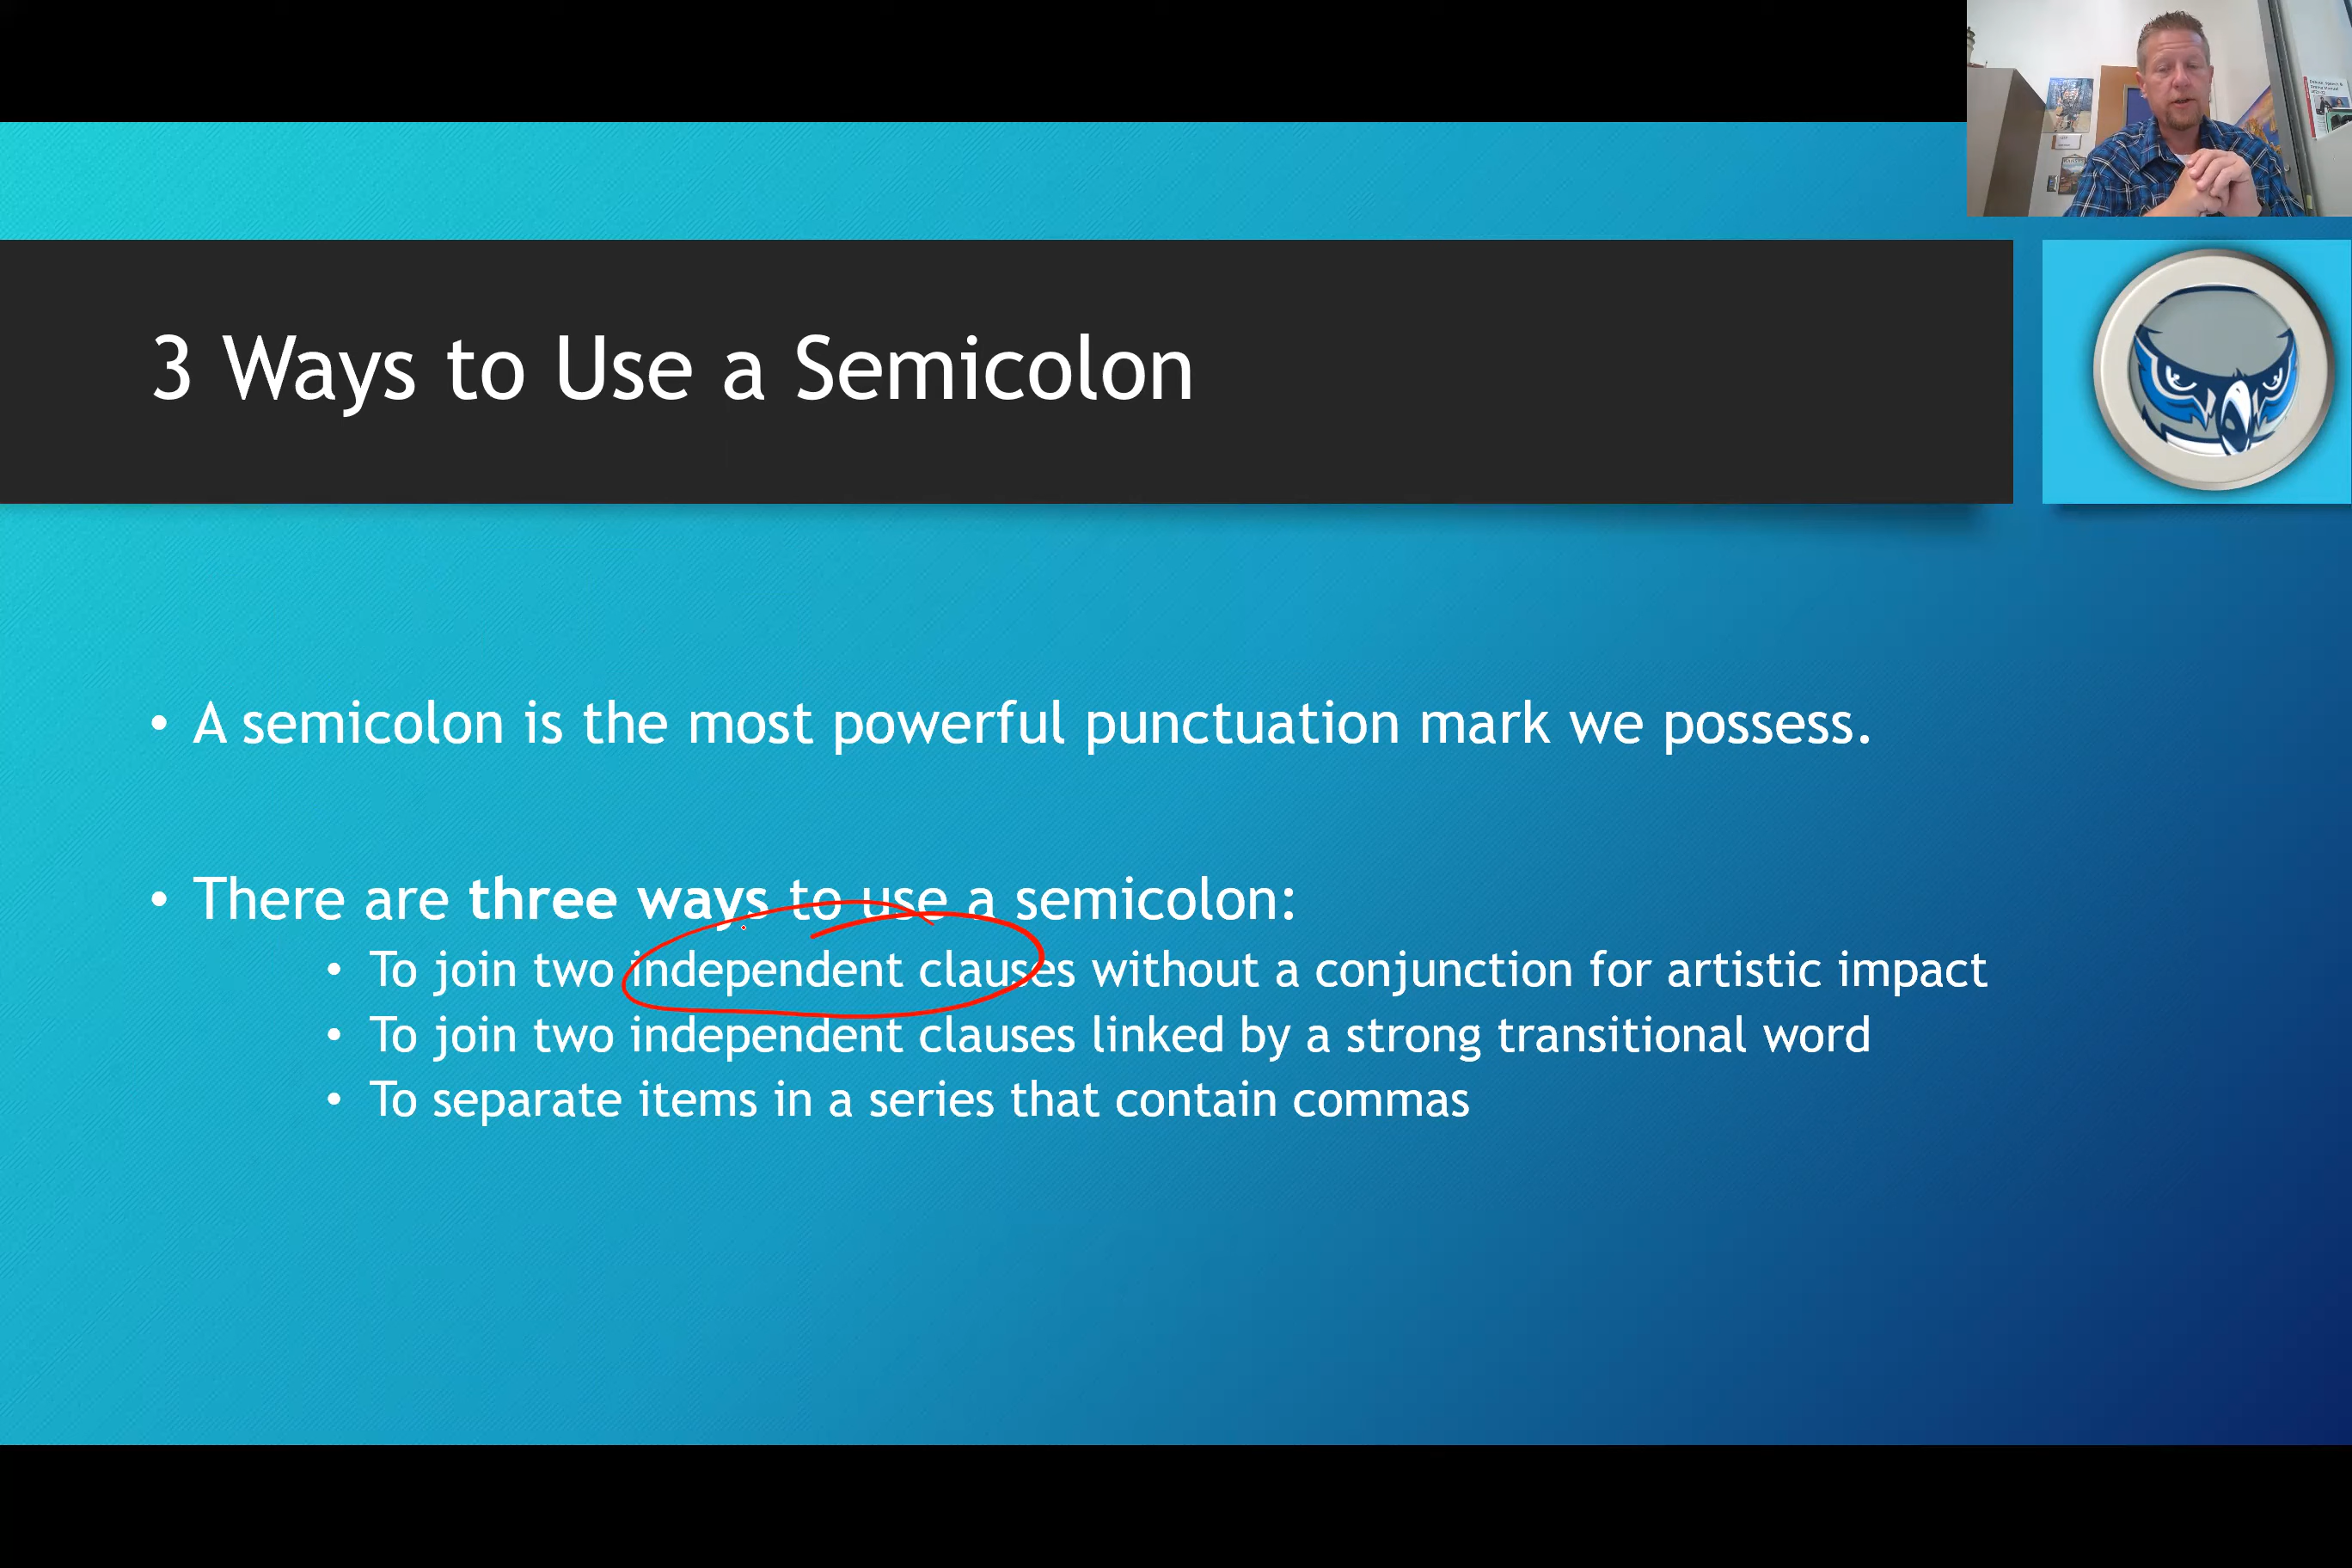 3 Ways to Use a Semicolon
• A semicolon is the most powerful punctuation mark we possess.
• There are three ways to use a semicolon:
• To join two independent clauses without a conjunction for artistic impact
• To join two independent clauses linked by a strong transitional word
• To separate items in a series that contain commas